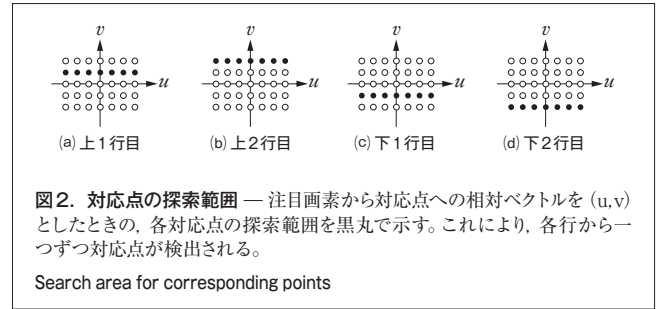 v v v v
u u u u
(a) 上1行目 (b) 上2行目 (c) 下1行目 (d) 下2行目
図2．対応点の探索範囲 — 注目画素から対応点への相対ベクトルを (u,v)
としたときの，各対応点の探索範囲を黒丸で示す。これにより，各行から一
つずつ対応点が検出される。
Search area for corresponding points